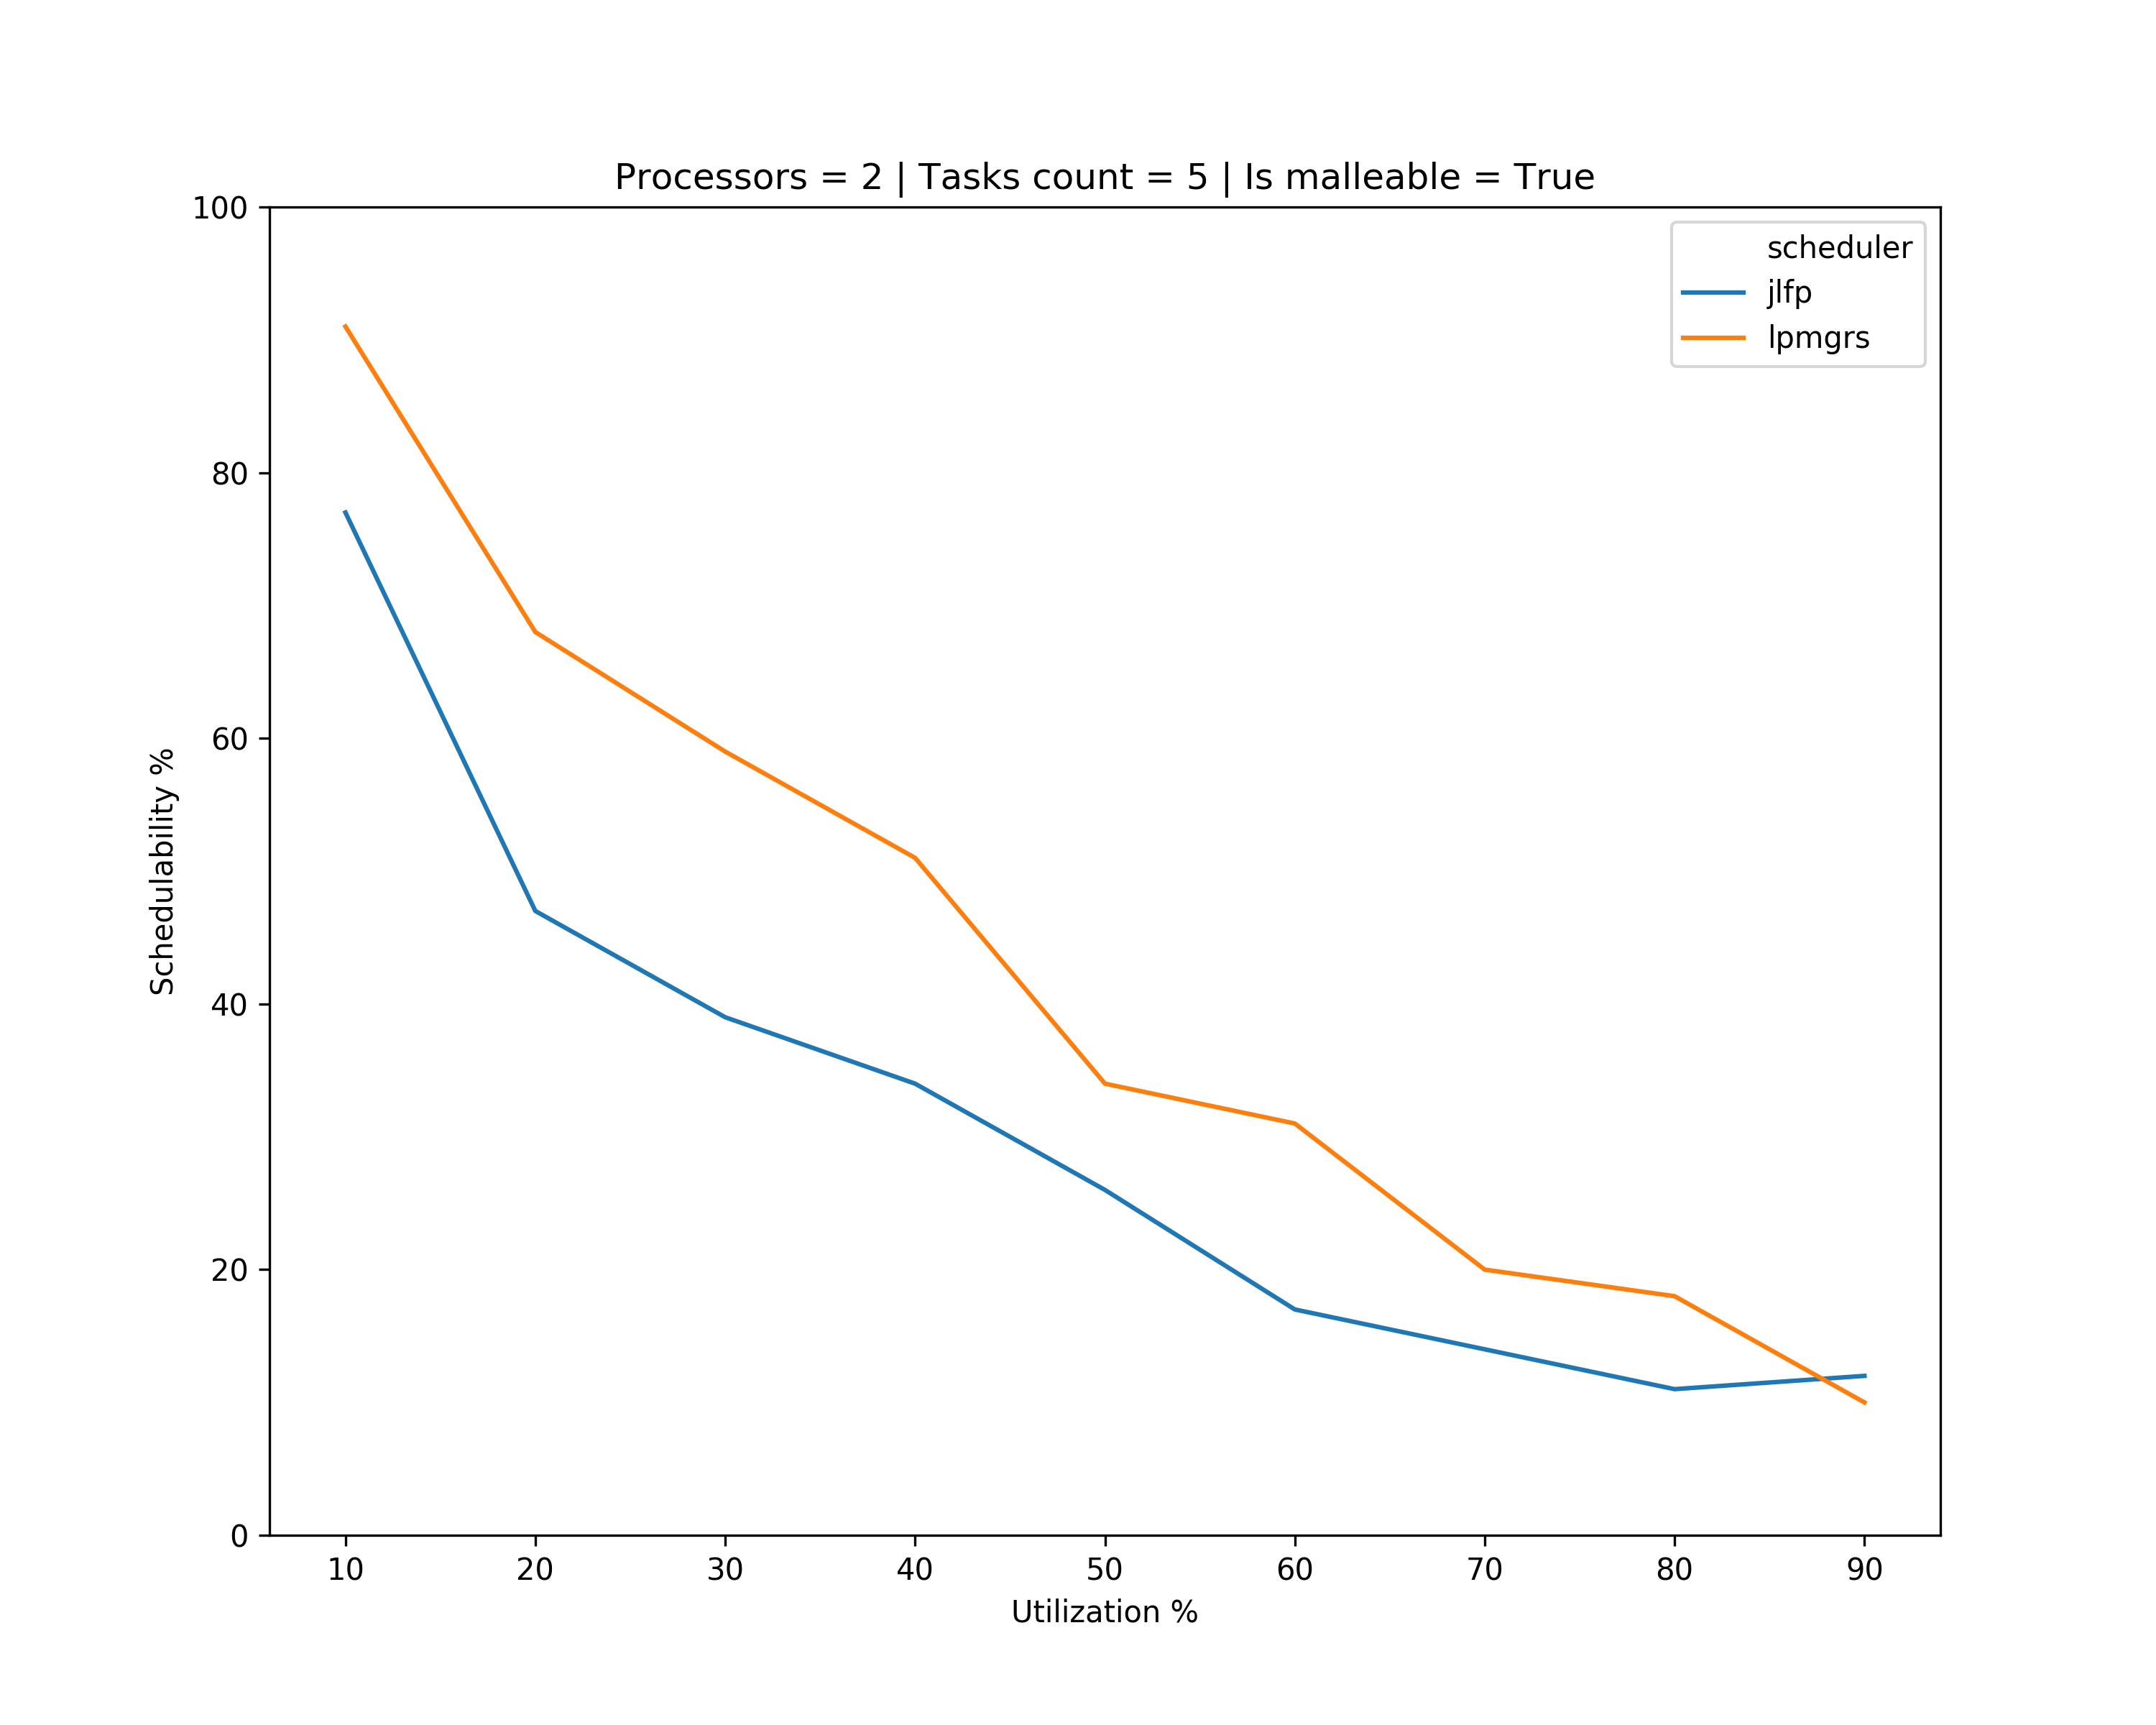 Processors = 2 | Tasks count = 5 | Is malleable = True
scheduler
jlfp
lpmgrs
Schedulability %
100
80
60
40
20
0
10 20 30 40 50 60 70 80 90
Utilization %